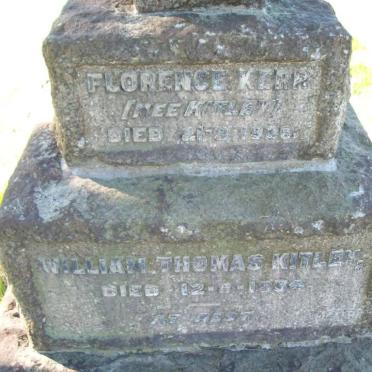 FLORENCE KERR
(NEE KITLEY)
DIED
WILLIAM THOMAS KITLEY.
DIED
AT REST